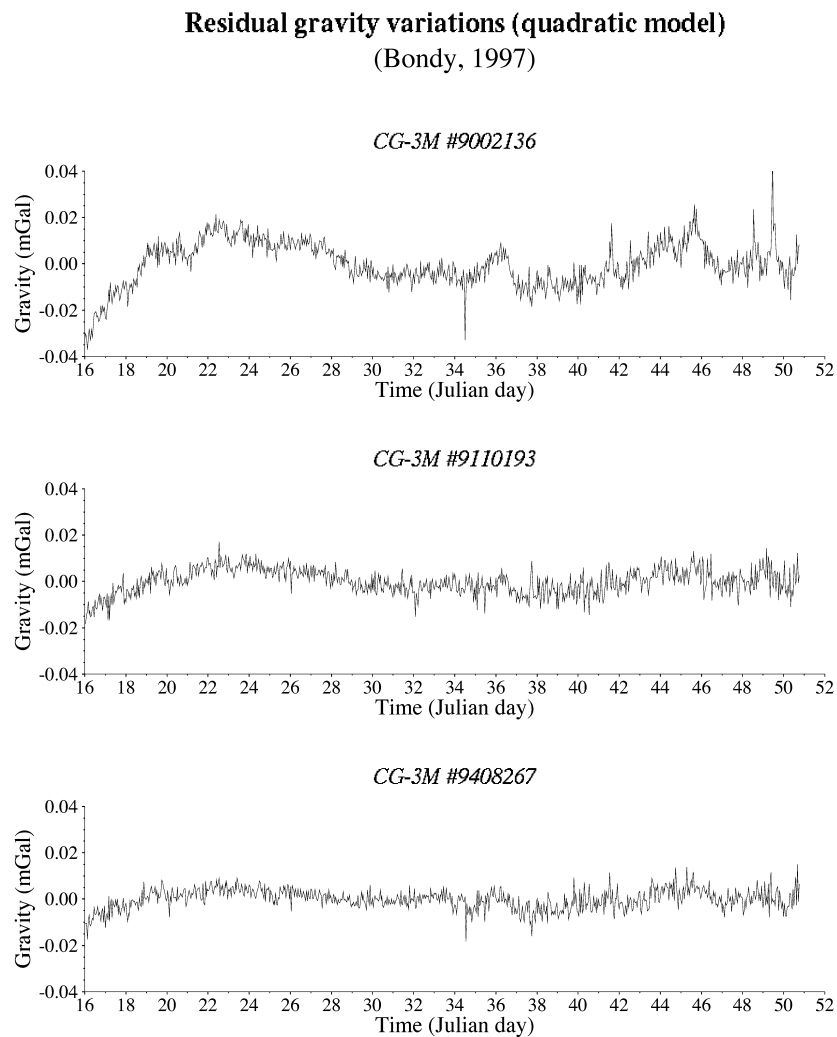 Residual gravity variations (quadratic model)
(Bondy, 1997)
CG-3M #9002136
Gravity (mGal)
0.04
0.02
0.00
-0.02
-0.04
16 18 20 22 24 26 28 30 32 34 36 38 40 42 44 46 48 50 52
Time (Julian day)
CG-3M #9110193
Gravity (mGal)
0.04
0.02
0.00
-0.02
-0.04
16 18 20 22 24 26 28 30 32 34 36 38 40 42 44 46 48 50 52
Time (Julian day)
CG-3M #9408267
Gravity (mGal)
0.04
0.02
0.00
-0.02
-0.04
16 18 20 22 24 26 28 30 32 34 36 38 40 42 44 46 48 50 52
Time (Julian day)